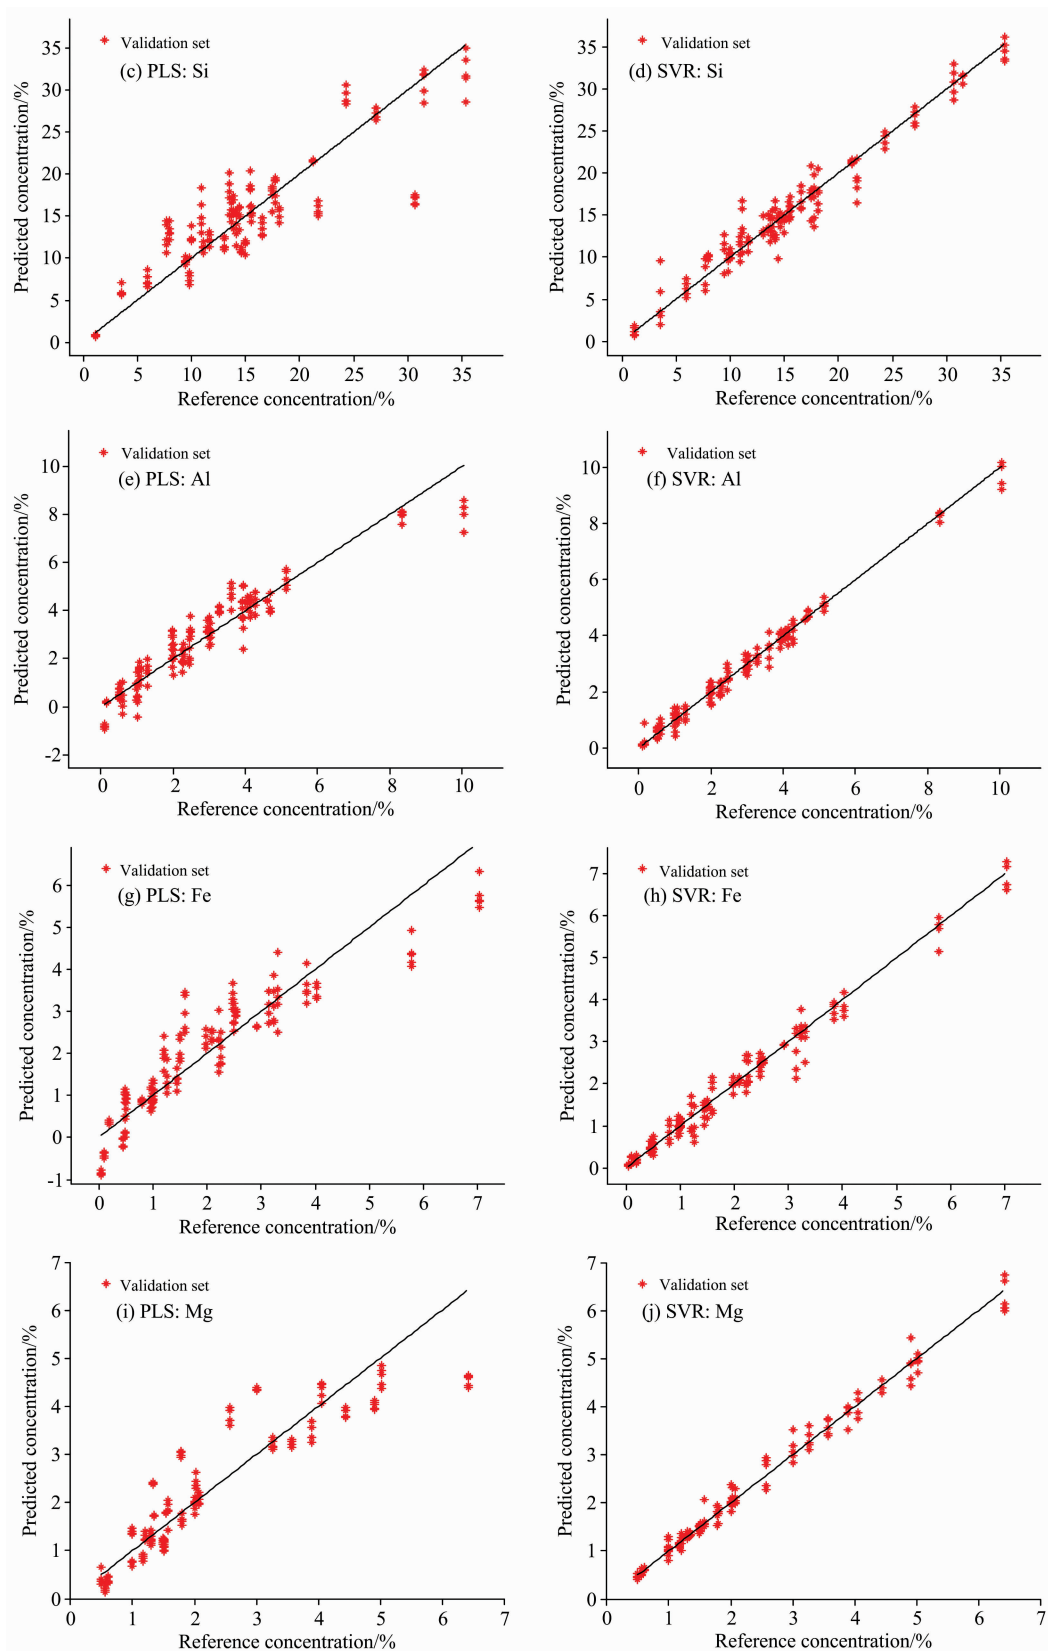 Validation set
(c) PLS: Si
Predicted concentration/%
35
30
25
20
15
10
5
0
0 5 10 15 20 25 30 35
Reference concentration/%
Validation set
(d) SVR: Si
Predicted concentration/%
35
30
25
20
15
10
5
0
0 5 10 15 20 25 30 35
Reference concentration/%
Validation set
(e) PLS: Al
Predicted concentration/%
10
8
6
4
2
0
-2
0 2 4 6 8 10
Reference concentration/%
Validation set
(f) SVR: Al
Predicted concentration/%
10
8
6
4
2
0
0 2 4 6 8 10
Reference concentration/%
Validation set
(g) PLS: Fe
Predicted concentration/%
6
5
4
3
2
1
0
-1
0 1 2 3 4 5 6 7
Reference concentration/%
Validation set
(h) SVR: Fe
Predicted concentration/%
7
6
5
4
3
2
1
0
0 1 2 3 4 5 6 7
Reference concentration/%
Validation set
(i) PLS: Mg
Predicted concentration/%
7
6
5
4
3
2
1
0
0 1 2 3 4 5 6 7
Reference concentration/%
Validation set
(j) SVR: Mg
Predicted concentration/%
7
6
5
4
3
2
1
0
0 1 2 3 4 5 6 7
Reference concentration/%